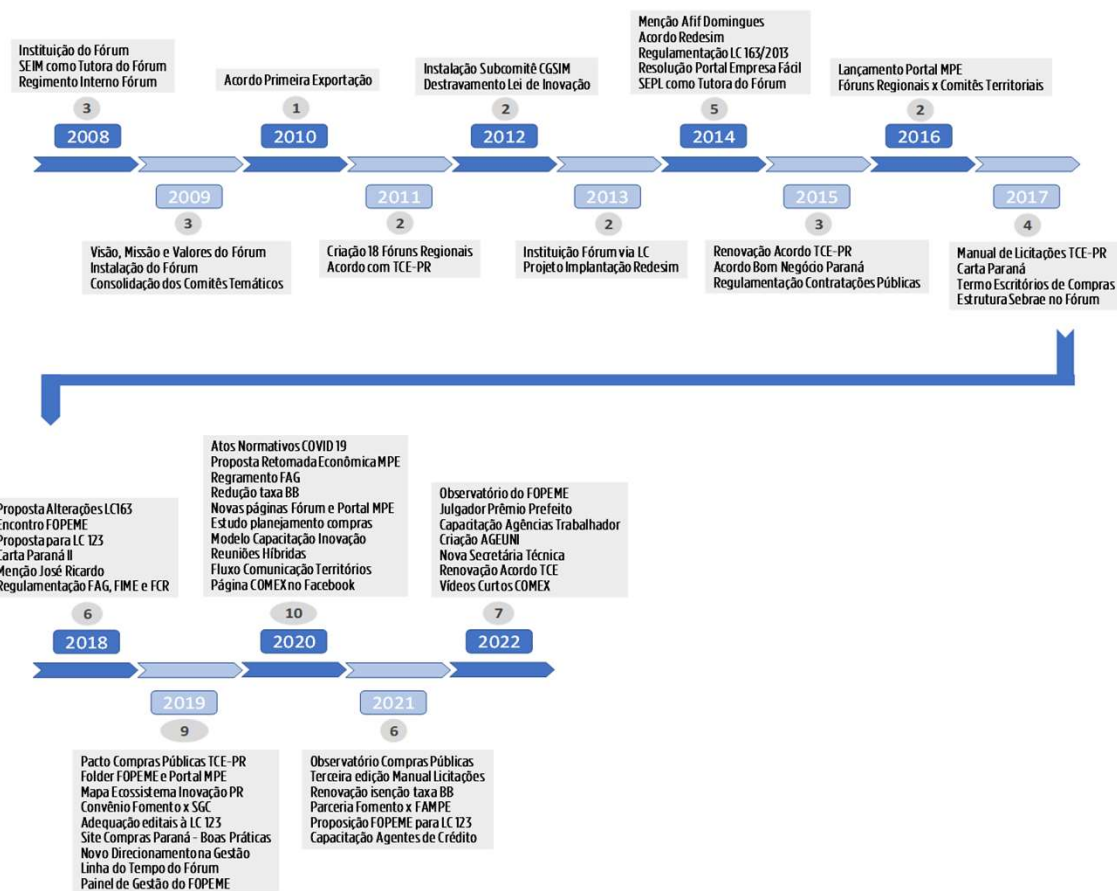 Instituição do Fórum
SEIM como Tutora do Fórum
Regimento Interno Fórum
3
2008
Visão, Missão e Valores do Fórum
Instalação do Fórum
Consolidação dos Comitês Temáticos
3
2009
Acordo Primeira Exportação
1
2010
Criação 18 Fóruns Regionais
Acordo com TCE-PR
2
2011
Instalação Subcomitê CGSIM
Destravamento Lei de Inovação
2
2012
Instituição Fórum via LC
Projeto Implantação Redesim
2
2013
Menção Afif Domingues
Acordo Redesim
Regulamentação LC 163/2013
Resolução Portal Empresa Fácil
SEPL como Tutora do Fórum
5
2014
Renovação Acordo TCE-PR
Acordo Bom Negócio Paraná
Regulamentação Contratações Públicas
3
2015
Lançamento Portal MPE
Fóruns Regionais x Comitês Territoriais
2
2016
2017
4
Manual de Licitações TCE-PR
Carta Paraná
Termo Escritórios de Compras
Estrutura Sebrae no Fórum
Proposta Alterações LC163
Encontro FOPEME
Proposta para LC 123
Carta Paraná II
Menção José Ricardo
Regulamentação FAG, FIME e FCR
6
2018
2019
9
Pacto Compras Públicas TCE-PR
Folder FOPEME e Portal MPE
Mapa Ecossistema Inovação PR
Convênio Fomento x SGC
Adequação editais à LC 123
Site Compras Paraná - Boas Práticas
Novo Direcionamento na Gestão
Linha do Tempo do Fórum
Painel de Gestão do FOPEME
Atos Normativos COVID 19
Proposta Retomada Econômica MPE
Regramento FAG
Redução taxa BB
Novas páginas Fórum e Portal MPE
Estudo planejamento compras
Modelo Capacitação Inovação
Reuniões Híbridas
Fluxo Comunicação Territórios
Página COMEX no Facebook
10
2020
2021
6
Observatório Compras Públicas
Terceira edição Manual Licitações
Renovação isenção taxa BB
Parceria Fomento x FAMPE
Proposição FOPEME para LC 123
Capacitação Agentes de Crédito
Observatório do FOPEME
Julgador Prêmio Prefeito
Capacitação Agências Trabalhador
Criação AGEUNI
Nova Secretária Técnica
Renovação Acordo TCE
Vídeos Curtos COMEX
7
2022